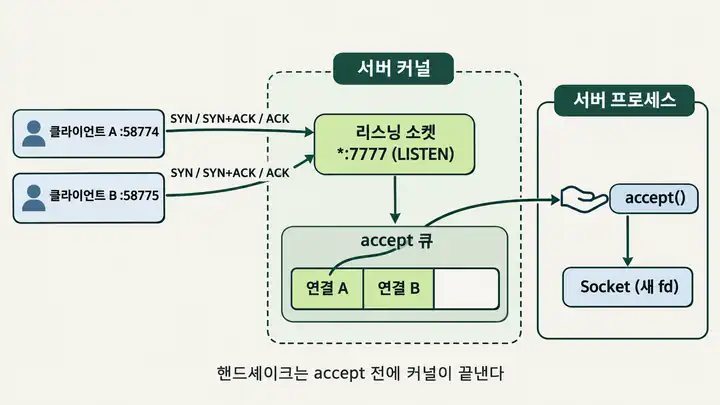 서버 커널
서버 프로세스
클라이언트 A :58774
SYN / SYN+ACK / ACK
리스닝 소켓
*:7777 (LISTEN)
클라이언트 B :58775
SYN / SYN+ACK / ACK
accept()
accept 큐
연결 A
연결 B
Socket (새 fd)
핸드셰이크는 accept 전에 커널이 끝낸다